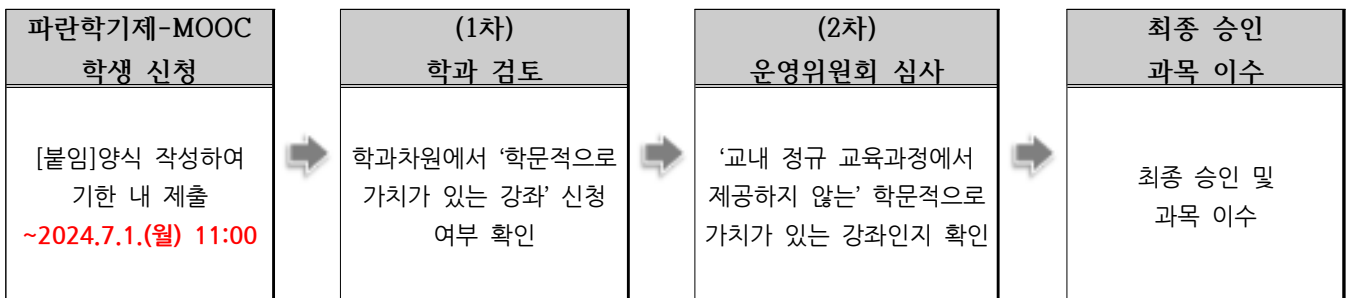 파란학기제-MOOC
학생 신청
[붙임]양식 작성하여
기한 내 제출
~2024.7.1.(월) 11:00
(1차)
학과 검토
학과차원에서 ‘학문적으로
가치가 있는 강좌’ 신청
여부 확인
(2차)
운영위원회 심사
‘교내 정규 교육과정에서
제공하지 않는’ 학문적으로
가치가 있는 강좌인지 확인
최종 승인
과목 이수
최종 승인 및
과목 이수